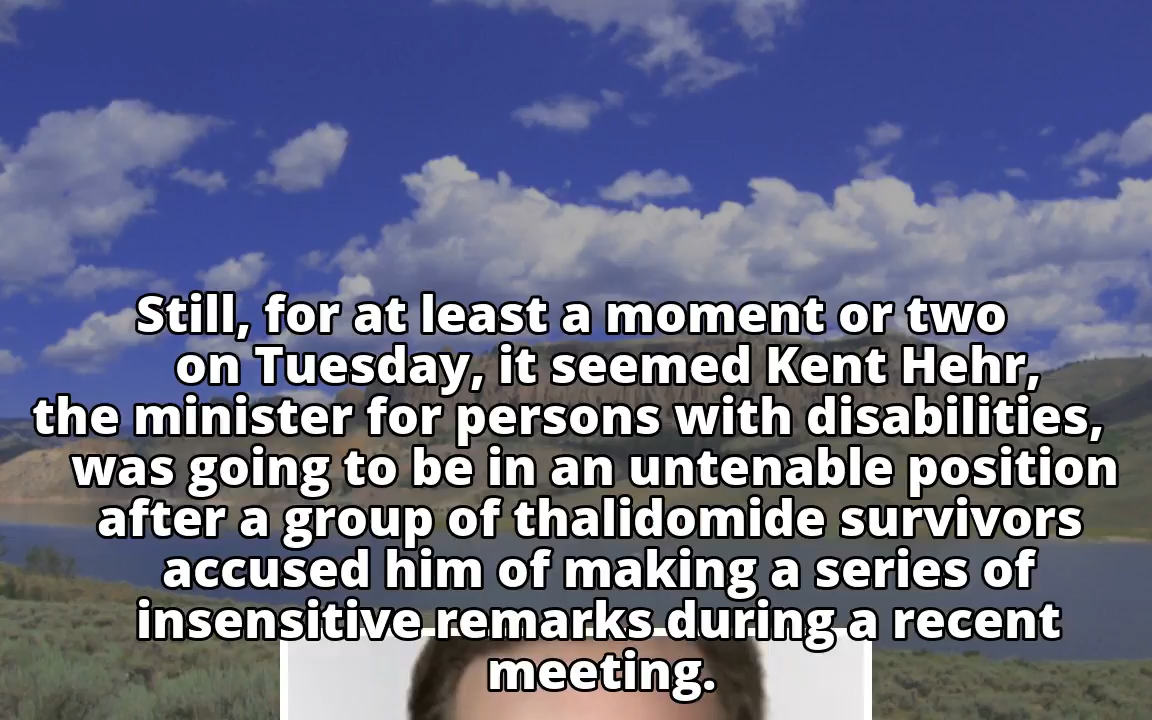 Still, for at least a moment or two
on Tuesday, it seemed Kent Hehr,
the minister for persons with disabilities,
was going to be in an untenable position
after a group of thalidomide survivors
accused him of making a series of
insensitive remarks during a recent
meeting.